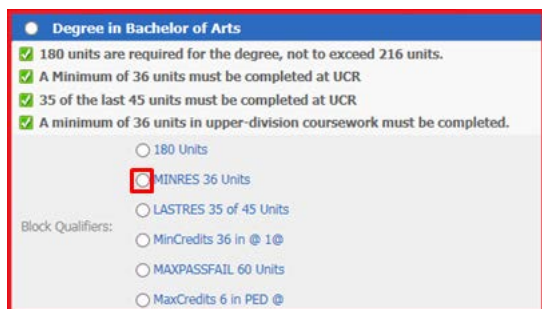 Degree in Bachelor of Arts
180 units are required for the degree, not to exceed 216 units.
A Minimum of 36 units must be completed at UCR
35 of the last 45 units must be completed at UCR
A minimum of 36 units in upper-division coursework must be completed.
Block Qualifiers:
180 Units
MINRES 36 Units
LASTRES 35 of 45 Units
MinCredits 36 in @ 1@
MAXPASSFAIL 60 Units
MaxCredits 6 in PED @